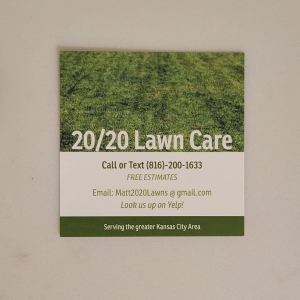 20/20 Lawn Care
Call or Text (816)-200-1633
FREE ESTIMATES
Email: Matt2020Lawns @ gmail.com
Look us up on Yelp!
Serving the greater Kansas City Area